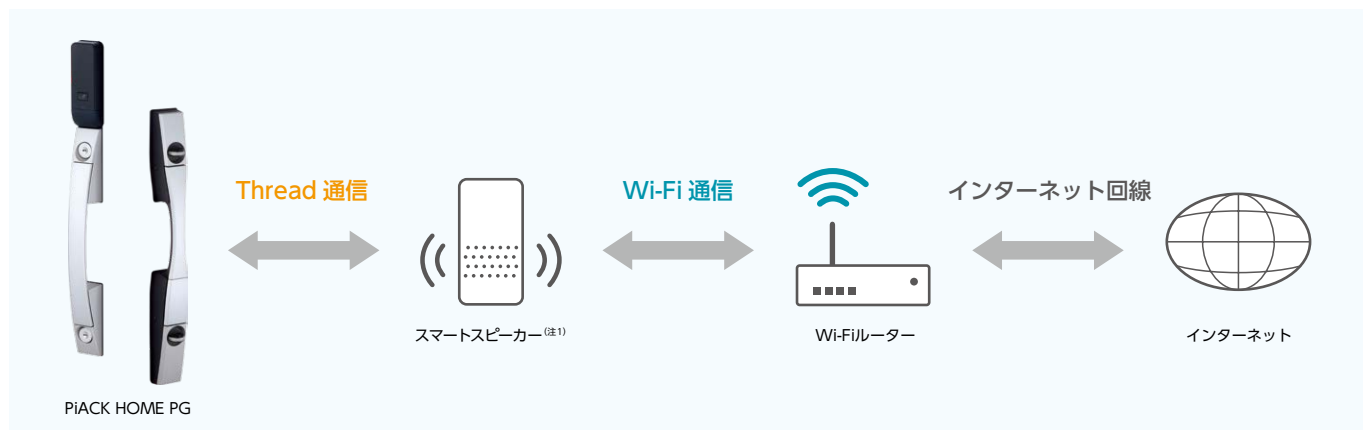 Thread 通信
Wi-Fi 通信
インターネット回線
スマートスピーカー(注1)
Wi-Fiルーター
インターネット
PiACK HOME PG